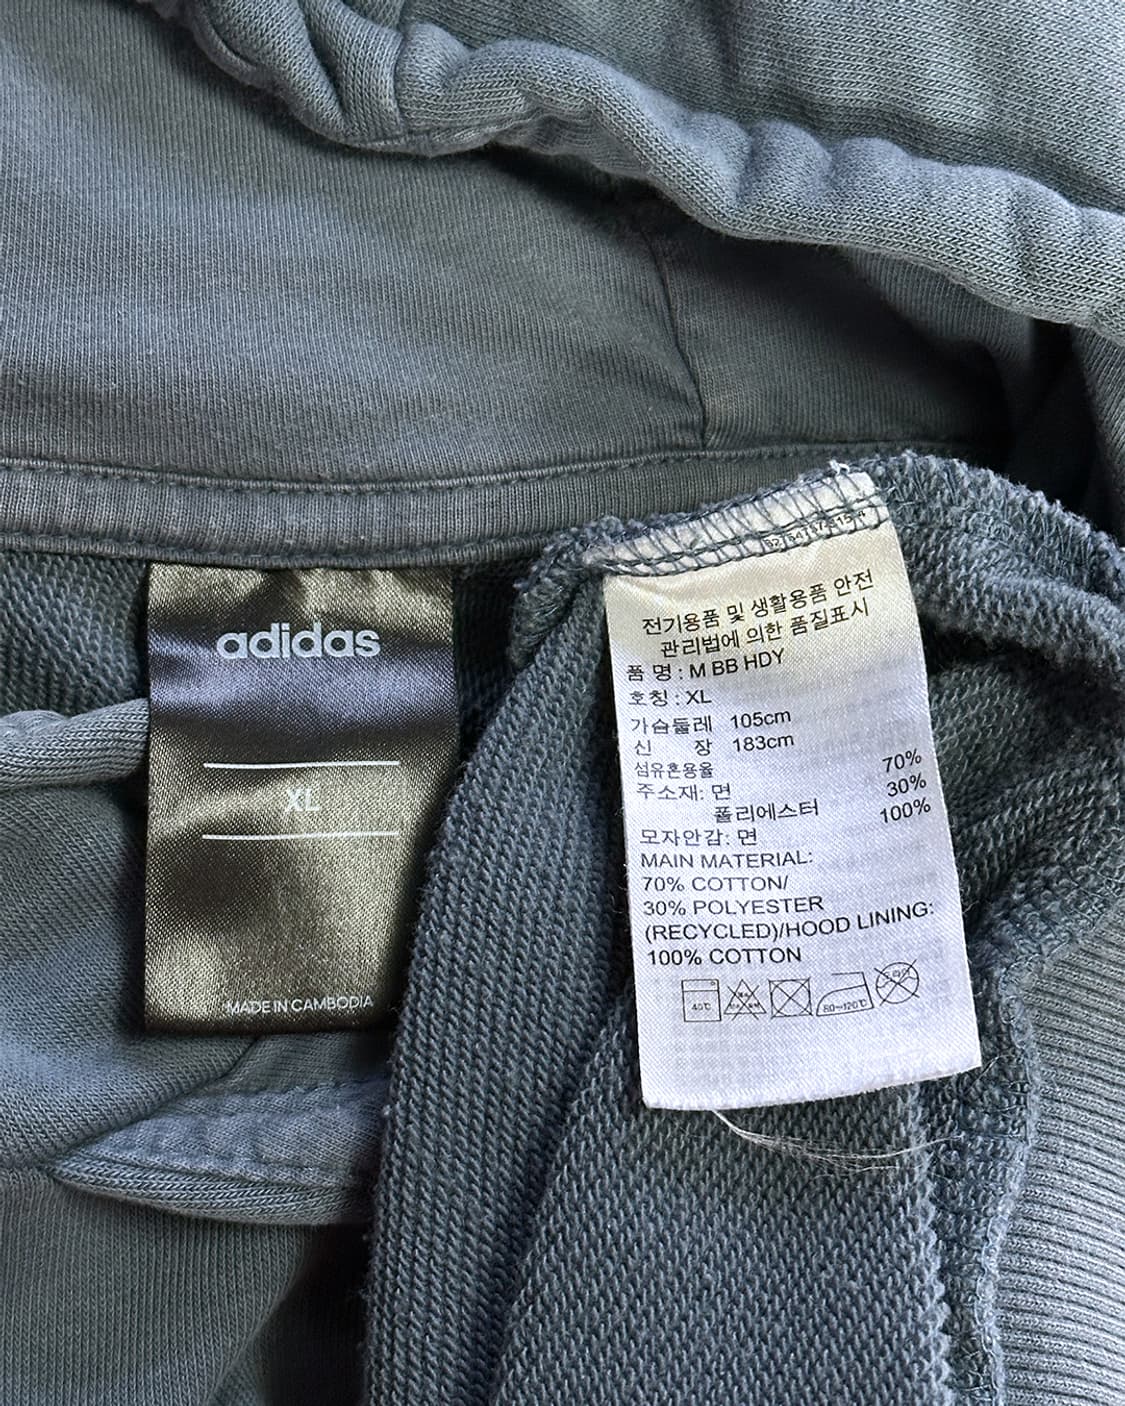 adidas
XL
MADE IN CAMBODIA
전기용품 및 생활용품 안전
관리법에 의한 품질표시
품 명 : M BB HDY
호칭 : XL
가슴둘레 105cm
신 장 183cm
섬유혼용율
주소재: 면 70%
폴리에스터 30%
모자안감: 면 100%
MAIN MATERIAL:
70% COTTON/
30% POLYESTER
(RECYCLED)/HOOD LINING:
100% COTTON
40℃
80~120℃